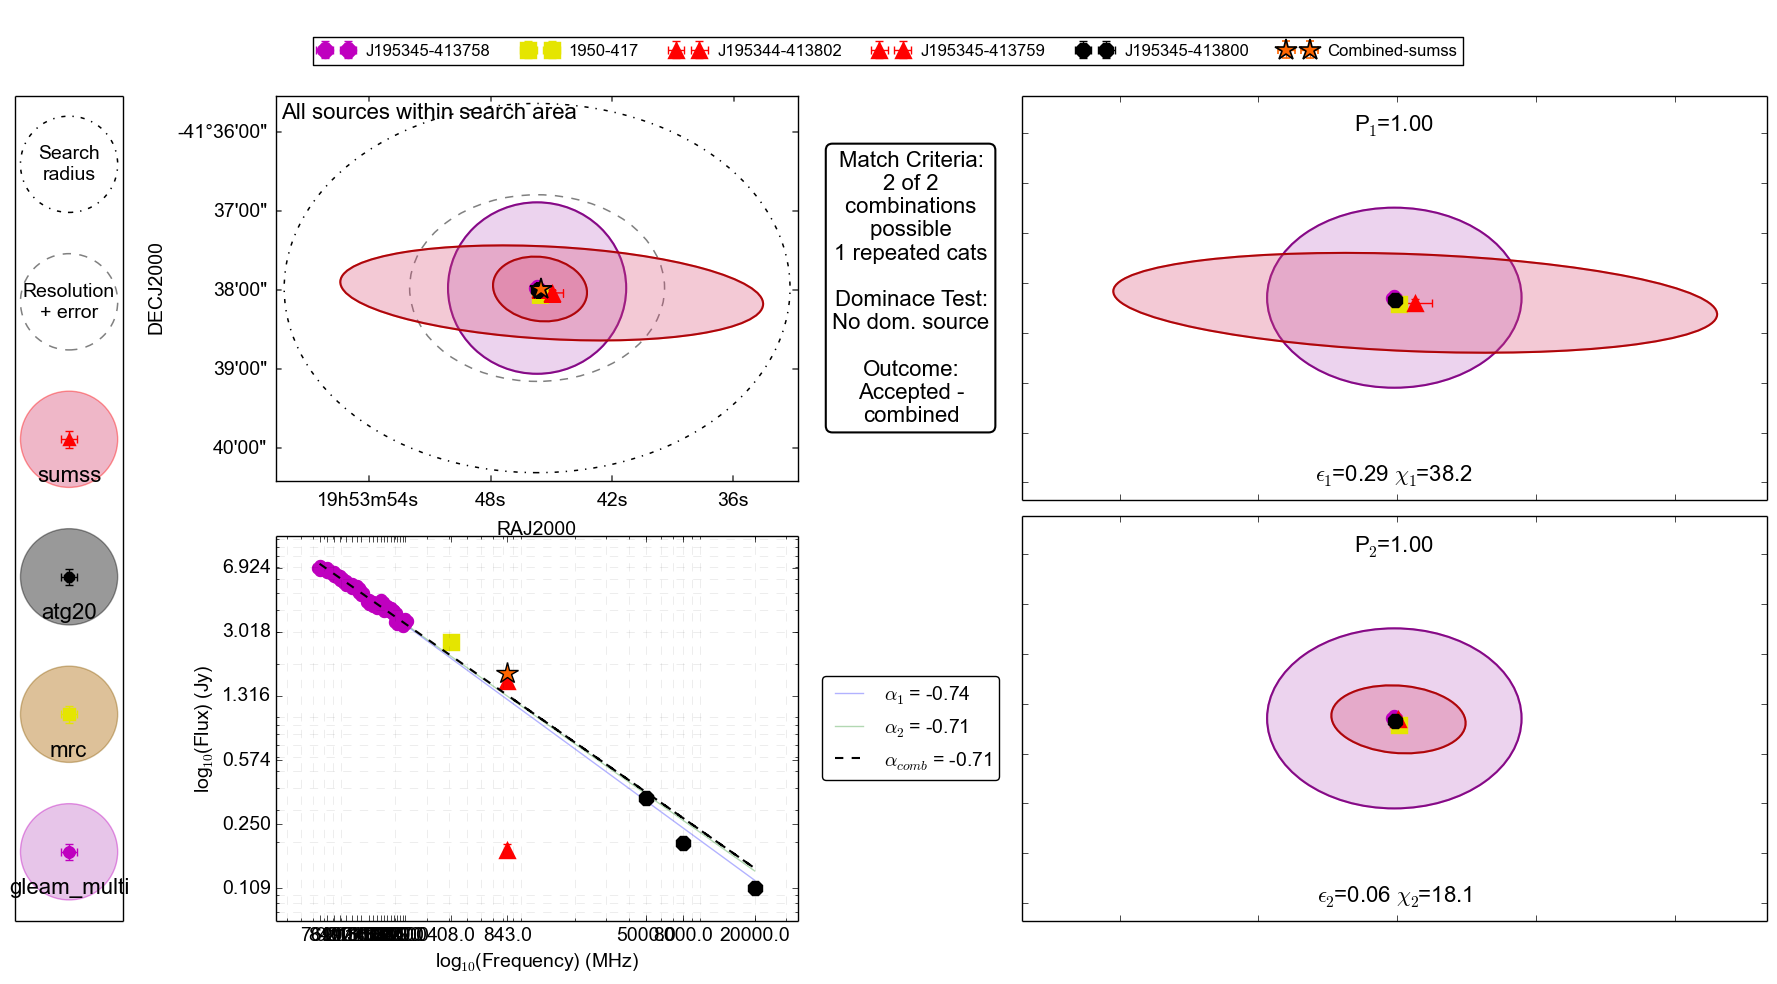 J195345-413758
1950-417
J195344-413802
J195345-413759
J195345-413800
Combined-sumss
Search
radius
Resolution
+ error
sumss
atg20
mrc
gleam_multi
All sources within search area
DECJ2000
-41°36'00"
37'00"
38'00"
39'00"
40'00"
19h53m54s
48s
42s
36s
RAJ2000
Match Criteria:
2 of 2
combinations
possible
1 repeated cats
Dominace Test:
No dom. source
Outcome:
Accepted -
combined
P1=1.00
ϵ1=0.29 χ1=38.2
log10(Flux) (Jy)
6.924
3.018
1.316
0.574
0.250
0.109
408.0
843.0
5000.0
8000.0
20000.0
log10(Frequency) (MHz)
α1 = -0.74
α2 = -0.71
αcomb = -0.71
P2=1.00
ϵ2=0.06 χ2=18.1